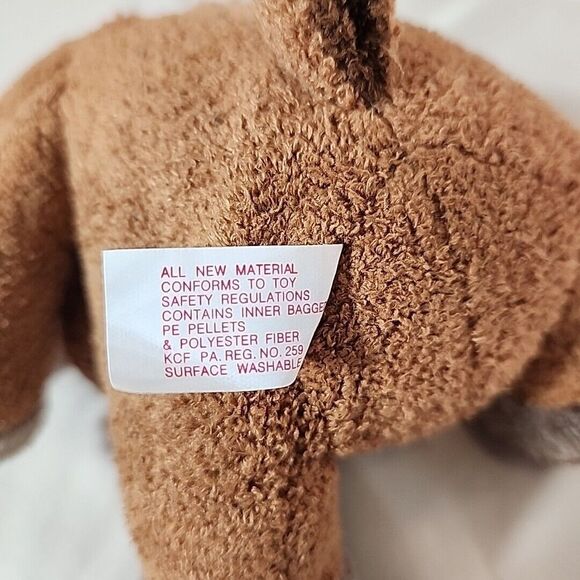 ALL NEW MATERIAL
CONFORMS TO TOY
SAFETY REGULATIONS
CONTAINS INNER BAGGE
PE PELLETS
& POLYESTER FIBER
KCF PA. REG. NO. 259
SURFACE WASHABLE